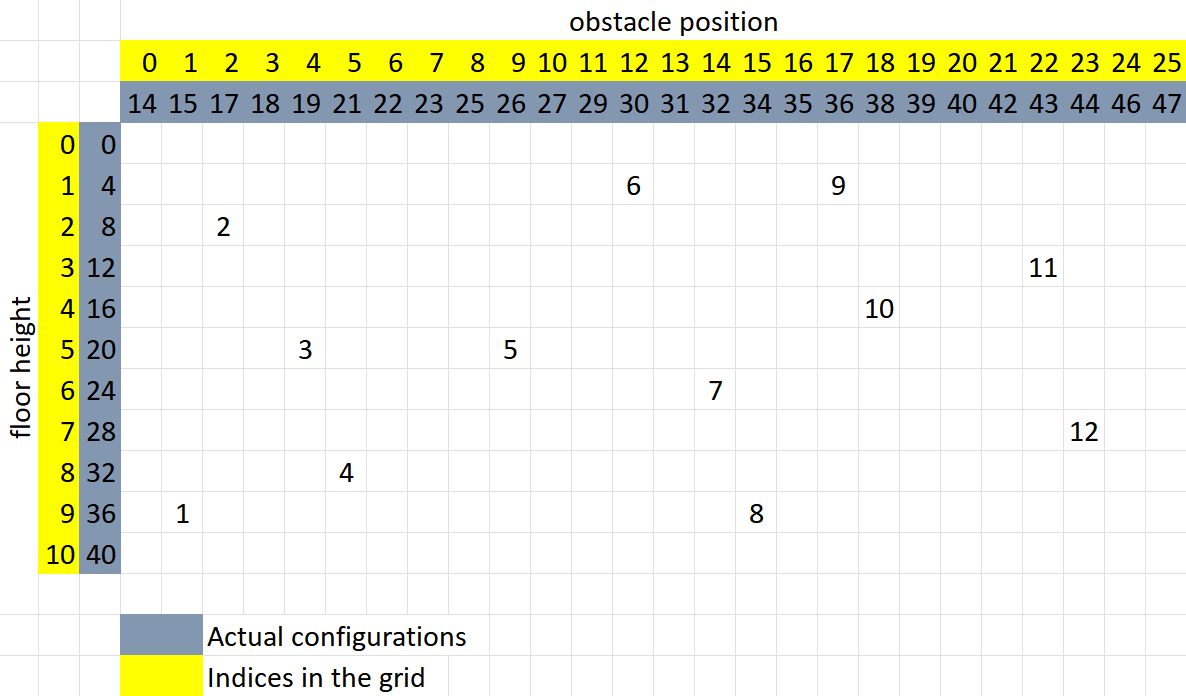 obstacle position
0 1 2 3 4 5 6 7 8 9 10 11 12 13 14 15 16 17 18 19 20 21 22 23 24 25
14 15 17 18 19 21 22 23 25 26 27 29 30 31 32 34 35 36 38 39 40 42 43 44 46 47
floor height
0 0
1 4 6 9
2 8 2
3 12 11
4 16 10
5 20 3 5
6 24 7
7 28 12
8 32 4
9 36 1 8
10 40
Actual configurations
Indices in the grid